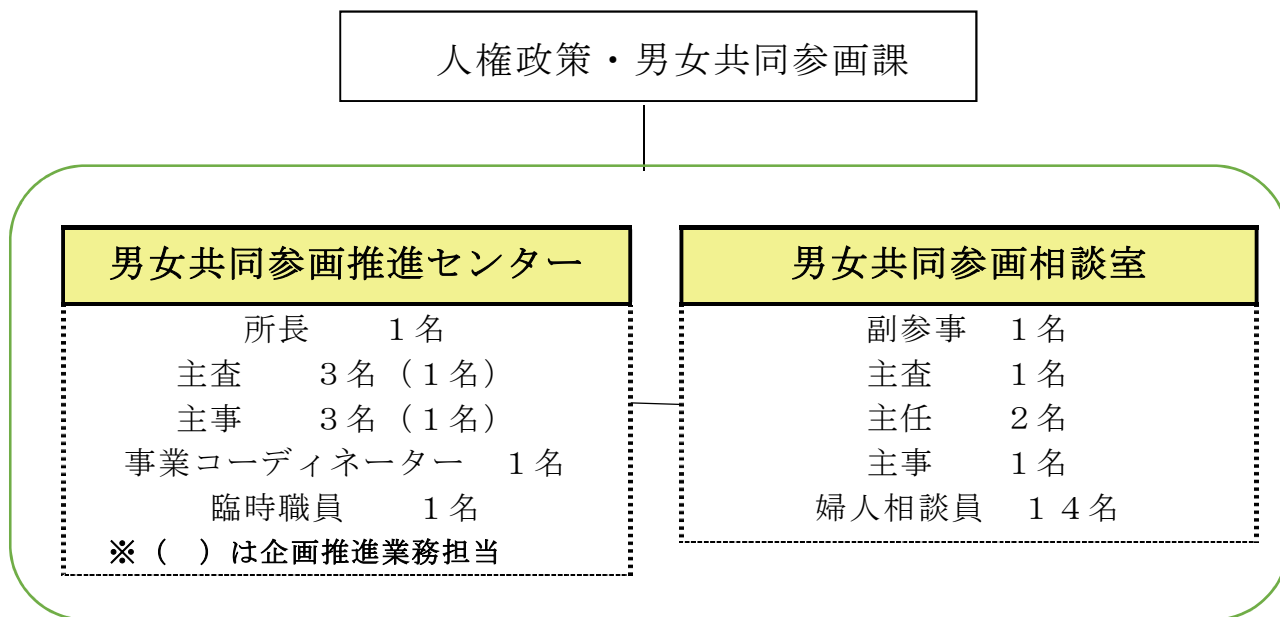 人権政策・男女共同参画課
男女共同参画推進センター
所長　　１名
主査　　３名（１名）
主事　　３名（１名）
事業コーディネーター　１名
臨時職員　　１名
※（　）は企画推進業務担当
男女共同参画相談室
副参事　１名
主査　　１名
主任　　２名
主事　　１名
婦人相談員　１４名